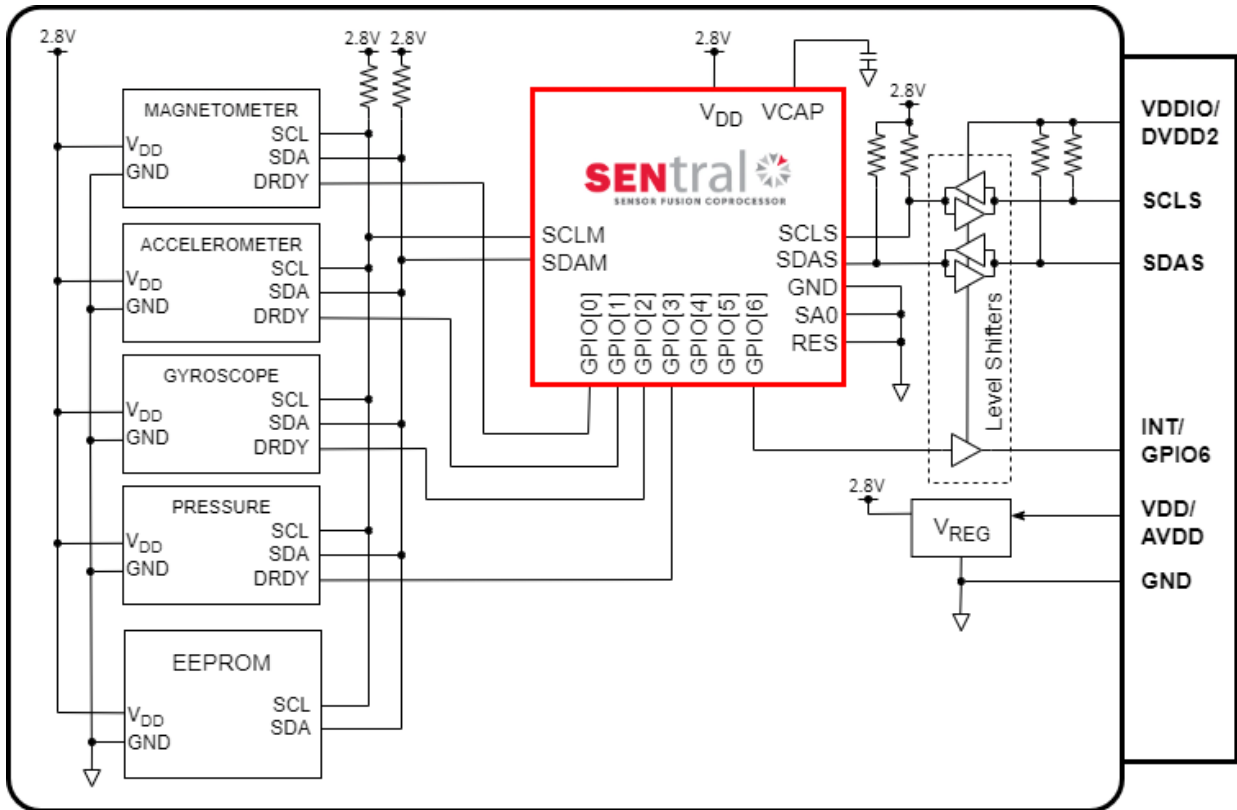 2.8V
2.8V 2.8V
2.8V
MAGNETOMETER
VDD
GND
SCL
SDA
DRDY
ACCELEROMETER
VDD
GND
SCL
SDA
DRDY
GYROSCOPE
VDD
GND
SCL
SDA
DRDY
PRESSURE
VDD
GND
SCL
SDA
DRDY
EEPROM
VDD
GND
SCL
SDA
VDD VCAP
SENtral
SENSOR FUSION COPROCESSOR
SCLM
SDAM
GPIO[0]
GPIO[1]
GPIO[2]
GPIO[3]
GPIO[4]
GPIO[5]
GPIO[6]
SCLS
SDAS
GND
SA0
RES
2.8V
Level Shifters
2.8V
VREG
VDDIO/
DVDD2
SCLS
SDAS
INT/
GPIO6
VDD/
AVDD
GND